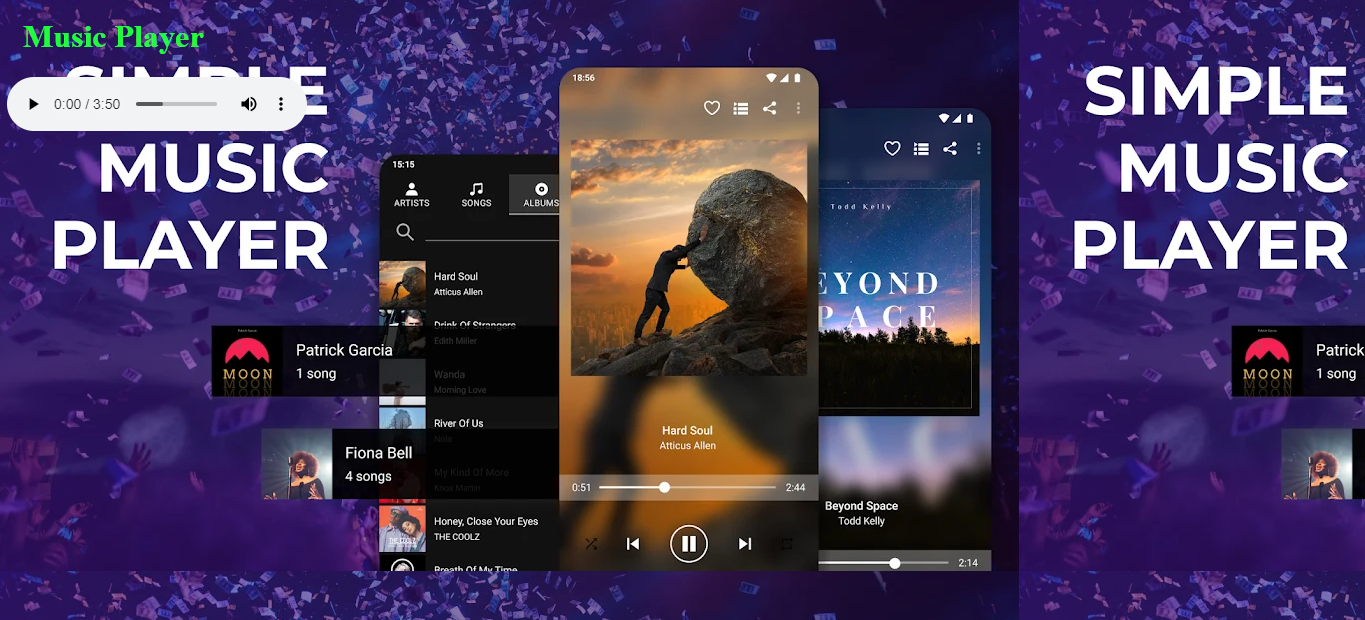 Music Player
SIMPLE
MUSIC
PLAYER
0:00 / 3:50
Patrick Garcia
1 song
MOON
Fiona Bell
4 songs
15:15
ARTISTS
SONGS
ALBUMS
Hard Soul
Atticus Allen
Drink Of Strangers
Edith Miller
Wanda
Morning Love
River Of Us
My Kind Of More
Honey, Close Your Eyes
THE COOLZ
THE COOLZ
Breath Of My Time
18:56
Hard Soul
Atticus Allen
0:51
2:44
Todd Kelly
EYOND
PACE
Beyond Space
Todd Kelly
2:14
SIMPLE
MUSIC
PLAYER
Patrick
1 song
MOON